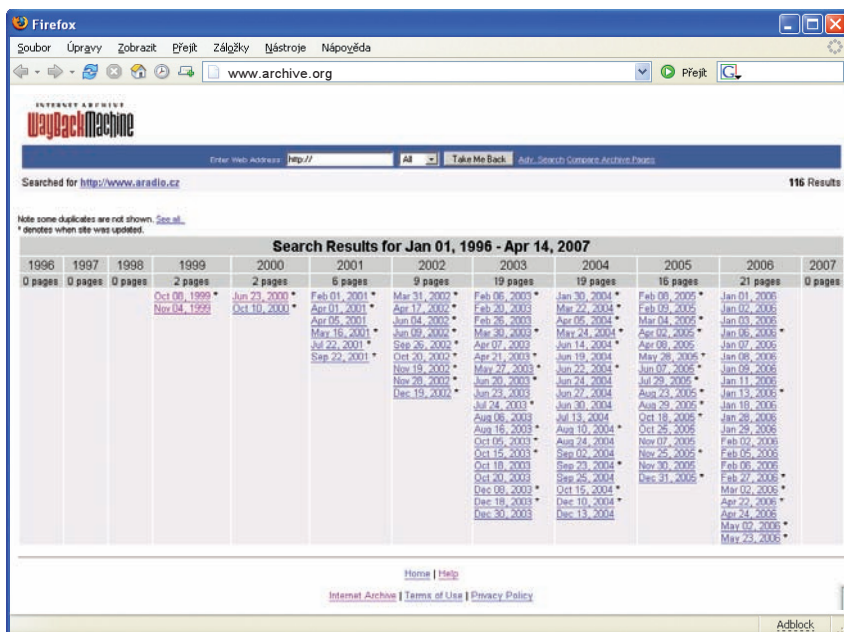 Firefox
Soubor Úpravy Zobrazit Přejít Záložky Nástroje Nápověda
www.archive.org Přejít G
INTERNET ARCHIVE
WayBackMachine
Enter Web Address: http:// All Take Me Back Adv. Search Compare Archive Pages
Searched for http://www.aradio.cz 116 Results
Note some duplicates are not shown. See all.
* denotes when site was updated.
Search Results for Jan 01, 1996 - Apr 14, 2007
1996 1997 1998 1999 2000 2001 2002 2003 2004 2005 2006 2007
0 pages 0 pages 0 pages 2 pages 2 pages 6 pages 9 pages 19 pages 19 pages 16 pages 21 pages 0 pages
Oct 08, 1999 * Jun 23, 2000 * Feb 01, 2001 * Mar 31, 2002 * Feb 06, 2003 * Jan 30, 2004 * Feb 08, 2005 * Jan 01, 2006
Nov 04, 1999 Oct 10, 2000 * Apr 01, 2001 * Apr 17, 2002 * Feb 20, 2003 Mar 22, 2004 * Feb 09, 2005 Jan 02, 2006
Apr 05, 2001 Jun 04, 2002 * Feb 26, 2003 Apr 05, 2004 * Mar 04, 2005 * Jan 03, 2006
May 16, 2001 * Jun 09, 2002 * Mar 30, 2003 * May 24, 2004 * Apr 02, 2005 * Jan 06, 2006 *
Jul 22, 2001 * Sep 26, 2002 * Apr 07, 2003 Jun 14, 2004 * Apr 08, 2005 Jan 07, 2006
Sep 22, 2001 * Oct 20, 2002 * Apr 21, 2003 * Jun 19, 2004 May 28, 2005 * Jan 08, 2006
Nov 19, 2002 * May 27, 2003 * Jun 22, 2004 * Jun 07, 2005 * Jan 09, 2006
Nov 28, 2002 * Jun 20, 2003 * Jun 24, 2004 Jul 29, 2005 * Jan 11, 2006
Dec 19, 2002 * Jun 23, 2003 Jun 27, 2004 Aug 23, 2005 * Jan 13, 2006 *
Jul 24, 2003 * Jun 30, 2004 Aug 29, 2005 * Jan 18, 2006
Aug 06, 2003 Jul 13, 2004 Oct 18, 2005 * Jan 28, 2006
Aug 16, 2003 * Aug 10, 2004 * Oct 25, 2005 Jan 29, 2006
Oct 05, 2003 * Aug 24, 2004 Nov 07, 2005 Feb 02, 2006
Oct 15, 2003 * Sep 02, 2004 Nov 25, 2005 * Feb 05, 2006
Oct 18, 2003 Sep 23, 2004 * Nov 30, 2005 Feb 06, 2006
Oct 20, 2003 Sep 25, 2004 Dec 31, 2005 * Feb 27, 2006 *
Dec 08, 2003 * Oct 15, 2004 * Mar 02, 2006 *
Dec 18, 2003 * Dec 10, 2004 * Apr 22, 2006 *
Dec 30, 2003 Dec 13, 2004 Apr 24, 2006
May 02, 2006 *
May 23, 2006 *
Home | Help
Internet Archive | Terms of Use | Privacy Policy
Adblock